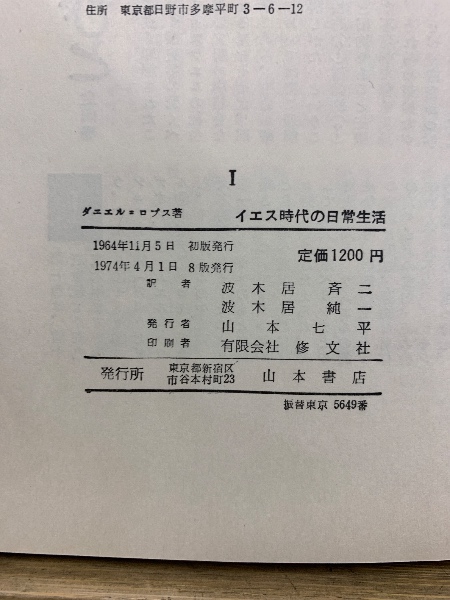 住所 東京都日野市多摩平町3-6-12
I
ダニエル=ロプス著 イエス時代の日常生活
1964年11月5日 初版発行 定価1200円
1974年4月1日 8版発行
訳者 波木居斉二
波木居純一
発行者 山本七平
印刷者 有限会社 修文社
発行所 東京都新宿区 市谷本村町23 山本書店
振替東京 5649番